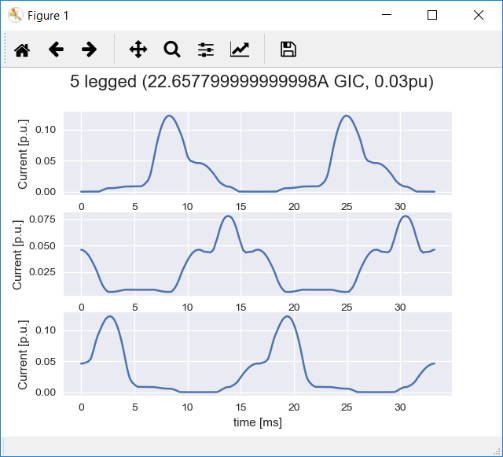 Figure 1
5 legged (22.657799999999998A GIC, 0.03pu)
Current [p.u.]
0.10
0.05
0.00
0 5 10 15 20 25 30
Current [p.u.]
0.075
0.050
0.025
0 5 10 15 20 25 30
Current [p.u.]
0.10
0.05
0.00
0 5 10 15 20 25 30
time [ms]